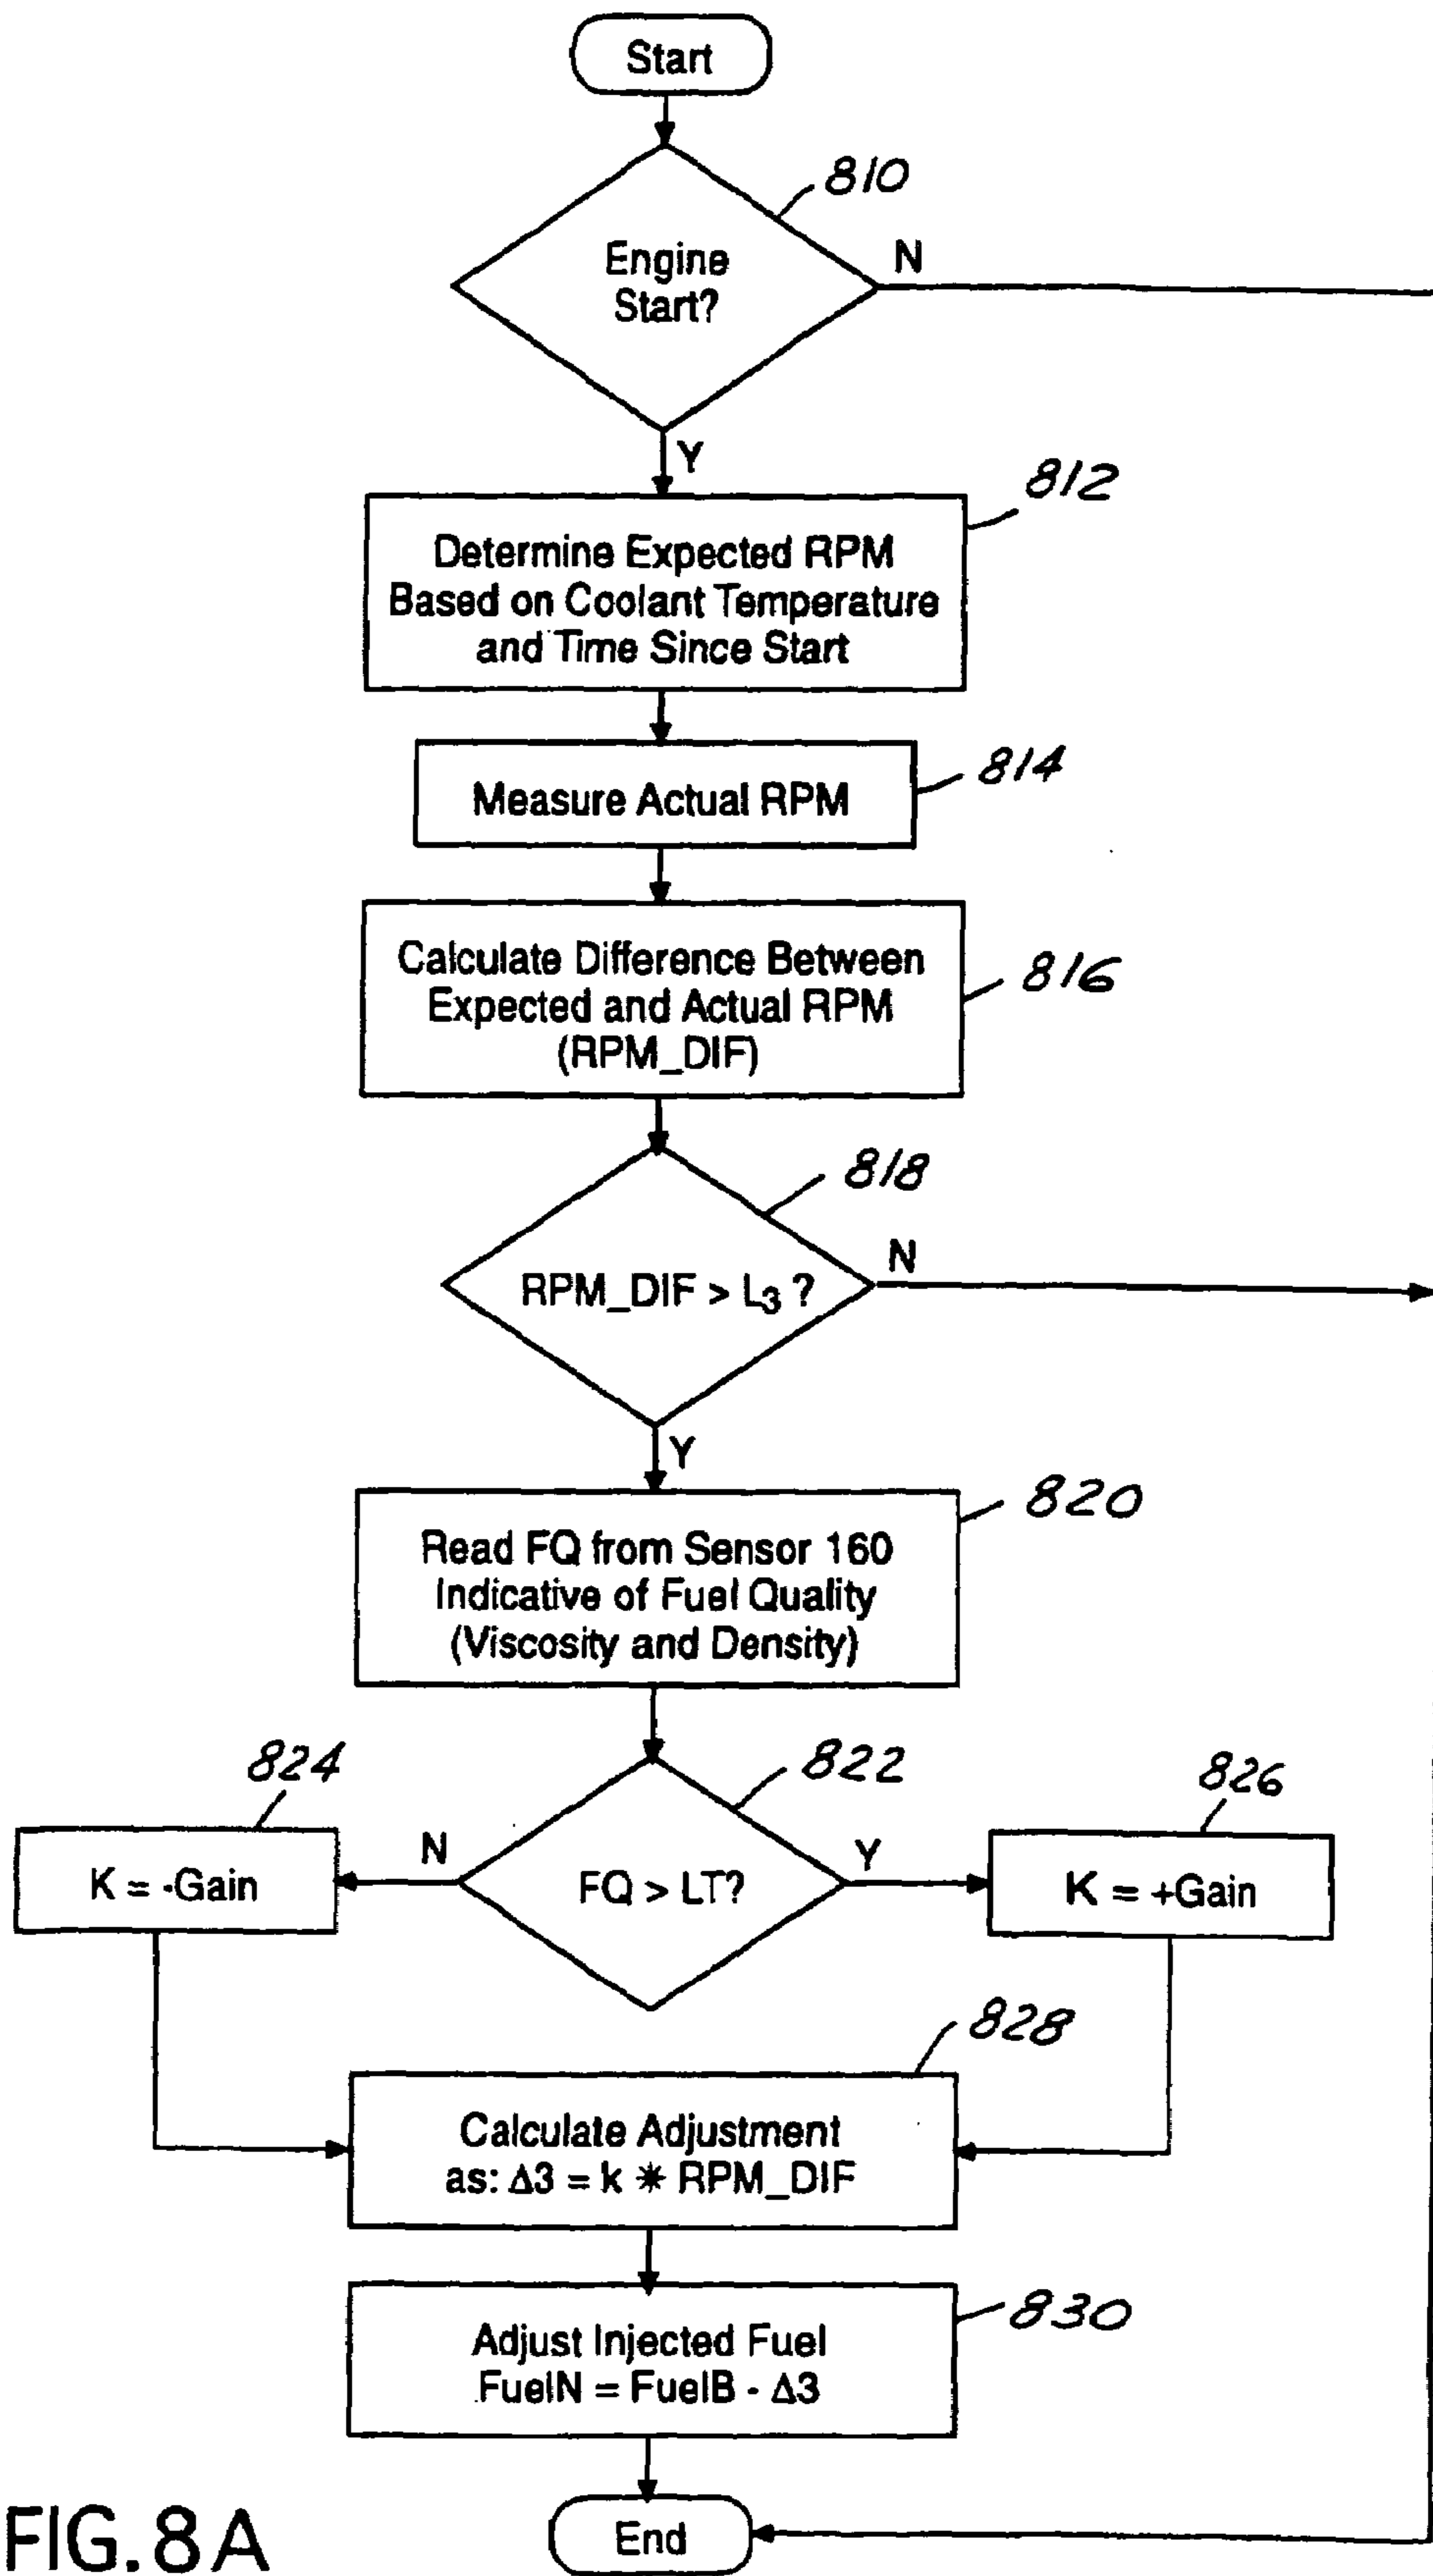 Start
810
Engine
Start?
N
Y
812
Determine Expected RPM
Based on Coolant Temperature
and Time Since Start
814
Measure Actual RPM
Calculate Difference Between
Expected and Actual RPM
(RPM_DIF)
816
818
RPM_DIF > L3 ?
N
Y
820
Read FQ from Sensor 160
Indicative of Fuel Quality
(Viscosity and Density)
824
822
826
N
Y
K = -Gain
FQ > LT?
K = +Gain
828
Calculate Adjustment
as: Δ3 = k * RPM_DIF
830
Adjust Injected Fuel
FuelN = FuelB - Δ3
End
FIG.8A